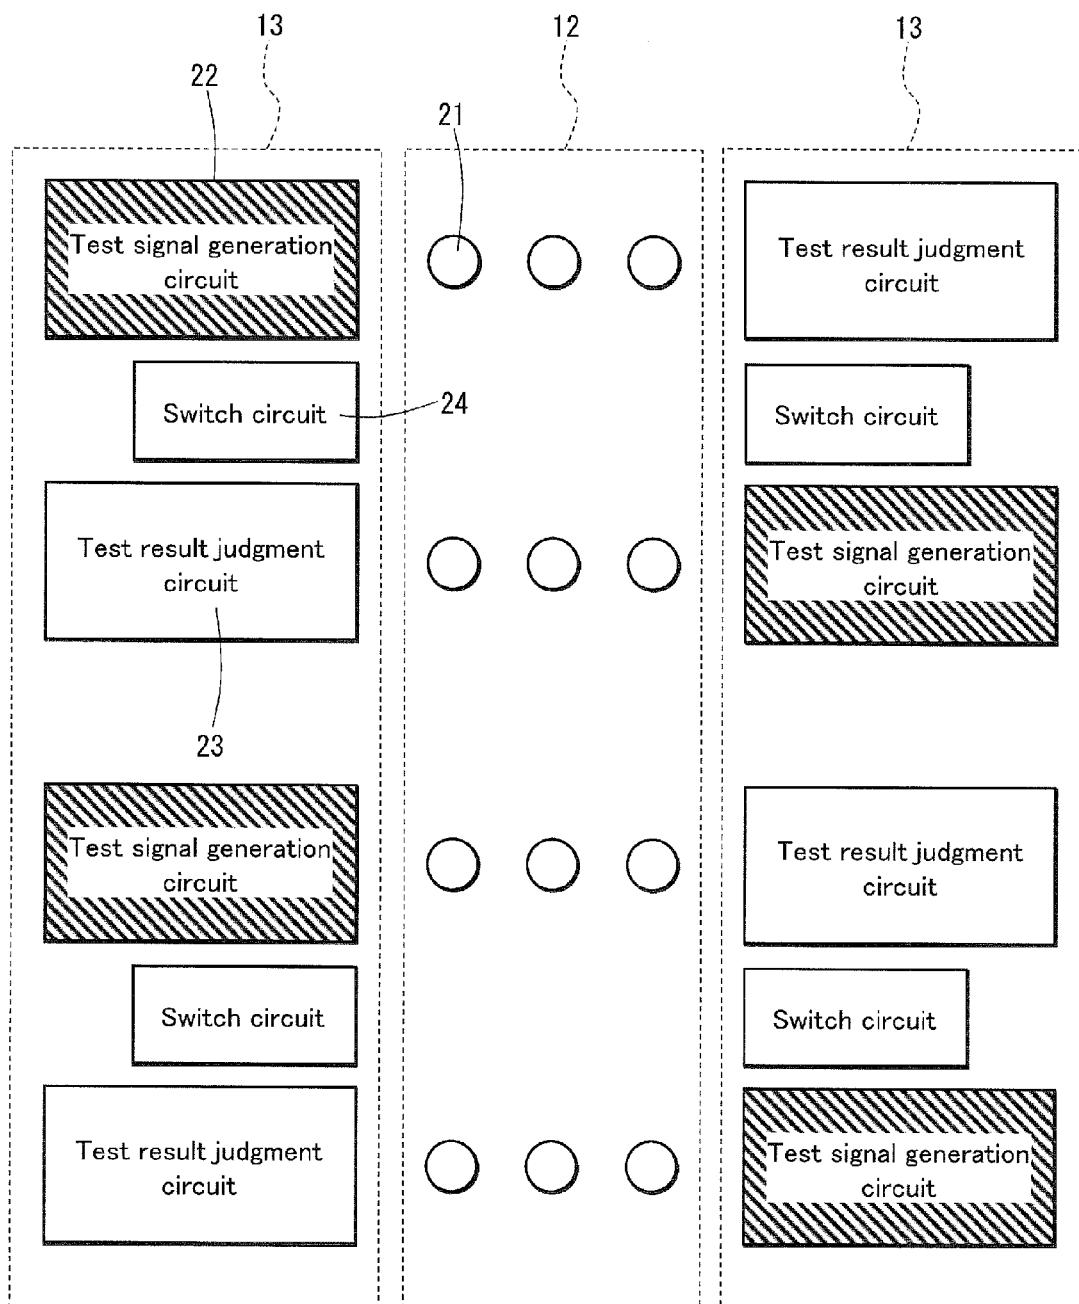 13
12
13
22
21
Test signal generation
circuit
Test result judgment
circuit
Switch circuit
24
Switch circuit
Test result judgment
circuit
Test signal generation
circuit
23
Test signal generation
circuit
Test result judgment
circuit
Switch circuit
Switch circuit
Test result judgment
circuit
Test signal generation
circuit